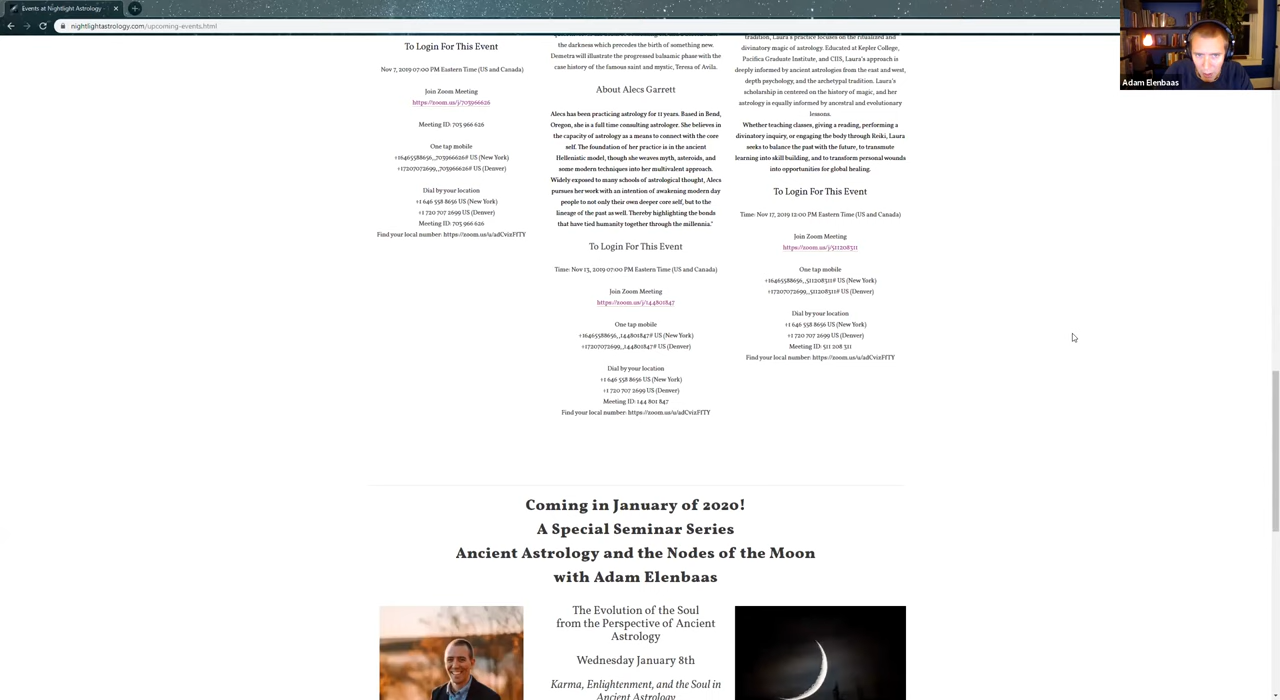 Events at Nightlight Astrology
nightlightastrology.com/upcoming-events.html
Adam Elenbaas
To Login For This Event
Nov 7, 2019 07:00 PM Eastern Time (US and Canada)
Join Zoom Meeting
https://zoom.us/j/703966626
Meeting ID: 703 966 626
One tap mobile
+16465588656,,703966626# US (New York)
+17207072699,,703966626# US (Denver)
Dial by your location
+1 646 558 8656 US (New York)
+1 720 707 2699 US (Denver)
Meeting ID: 703 966 626
Find your local number: https://zoom.us/u/adCvizFfTY
the darkness which precedes the birth of something new.
Demetra will illustrate the progressed balsamic phase with the
case history of the famous saint and mystic, Teresa of Avila.
About Alecs Garrett
Alecs has been practicing astrology for 11 years. Based in Bend,
Oregon, she is a full time consulting astrologer. She believes in
the capacity of astrology as a means to connect with the core
self. The foundation of her practice is in the ancient
Hellenistic model, though she weaves myth, asteroids, and
some modern techniques into her multivalent approach.
Widely exposed to many schools of astrological thought, Alecs
pursues her work with an intention of awakening modern day
people to not only their own deeper core self, but to the
lineage of the past as well. Thereby highlighting the bonds
that have tied humanity together through the millennia."
To Login For This Event
Time: Nov 13, 2019 07:00 PM Eastern Time (US and Canada)
Join Zoom Meeting
https://zoom.us/j/144801847
One tap mobile
+16465588656,,144801847# US (New York)
+17207072699,,144801847# US (Denver)
Dial by your location
+1 646 558 8656 US (New York)
+1 720 707 2699 US (Denver)
Meeting ID: 144 801 847
Find your local number: https://zoom.us/u/adCvizFfTY
tradition, Laura's practice focuses on the ritualized and
divinatory magic of astrology. Educated at Kepler College,
Pacifica Graduate Institute, and CIIS, Laura's approach is
deeply informed by ancient astrologies from the east and west,
depth psychology, and the archetypal tradition. Laura's
scholarship in centered on the history of magic, and her
astrology is equally informed by ancestral and evolutionary
lessons.
Whether teaching classes, giving a reading, performing a
divinatory inquiry, or engaging the body through Reiki, Laura
seeks to balance the past with the future, to transmute
learning into skill building, and to transform personal wounds
into opportunities for global healing.
To Login For This Event
Time: Nov 17, 2019 12:00 PM Eastern Time (US and Canada)
Join Zoom Meeting
https://zoom.us/j/511208311
One tap mobile
+16465588656,,511208311# US (New York)
+17207072699,,511208311# US (Denver)
Dial by your location
+1 646 558 8656 US (New York)
+1 720 707 2699 US (Denver)
Meeting ID: 511 208 311
Find your local number: https://zoom.us/u/adCvizFfTY
Coming in January of 2020!
A Special Seminar Series
Ancient Astrology and the Nodes of the Moon
with Adam Elenbaas
The Evolution of the Soul
from the Perspective of Ancient
Astrology
Wednesday January 8th
Karma, Enlightenment, and the Soul in
Ancient Astrology